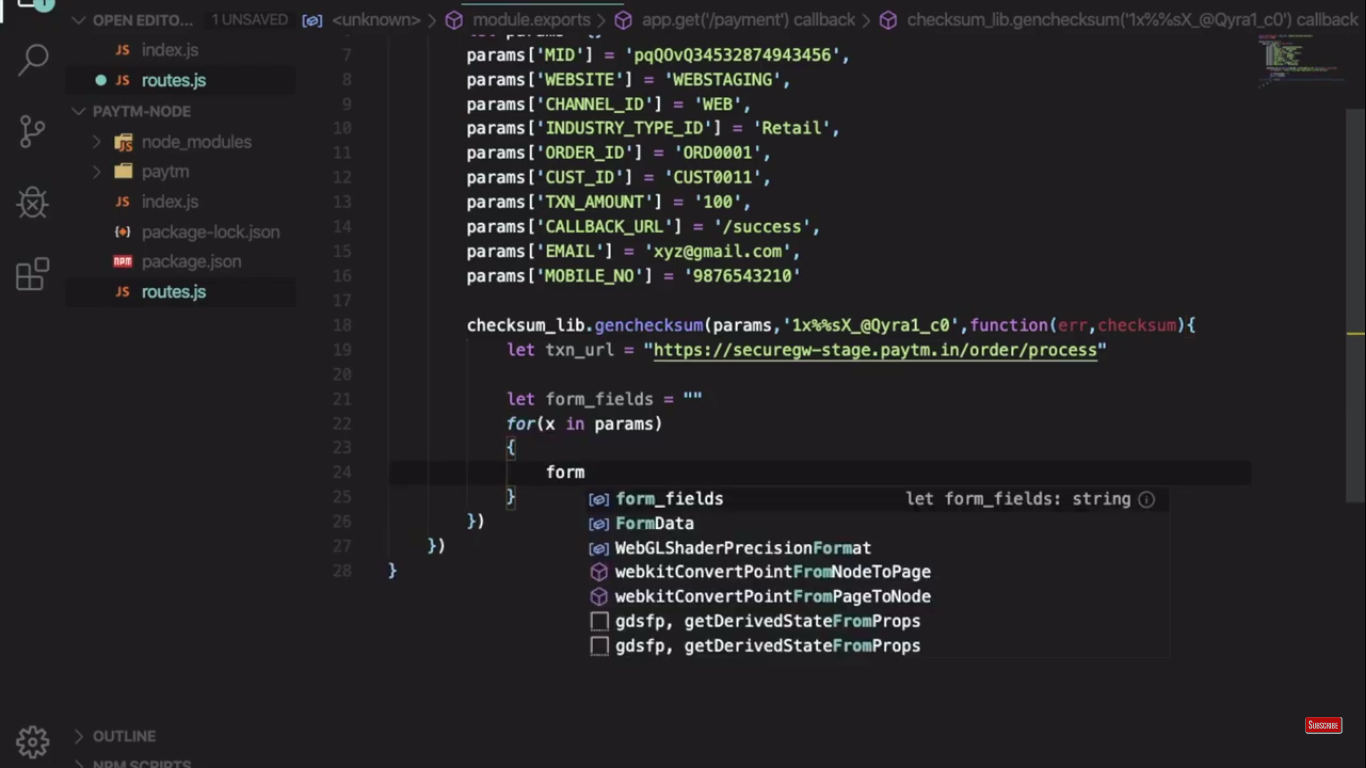 OPEN EDITO... 1 UNSAVED <unknown> > module.exports > app.get('/payment') callback > checksum_lib.genchecksum('1x%%sX_@Qyra1_c0') callback
JS index.js
JS routes.js
PAYTM-NODE
node_modules
paytm
JS index.js
package-lock.json
npm package.json
JS routes.js
7 params['MID'] = 'pqQOvQ34532874943456',
8 params['WEBSITE'] = 'WEBSTAGING',
9 params['CHANNEL_ID'] = 'WEB',
10 params['INDUSTRY_TYPE_ID'] = 'Retail',
11 params['ORDER_ID'] = 'ORD0001',
12 params['CUST_ID'] = 'CUST0011',
13 params['TXN_AMOUNT'] = '100',
14 params['CALLBACK_URL'] = '/success',
15 params['EMAIL'] = 'xyz@gmail.com',
16 params['MOBILE_NO'] = '9876543210'
17
18 checksum_lib.genchecksum(params,'1x%%sX_@Qyra1_c0',function(err,checksum){
19 let txn_url = "https://securegw-stage.paytm.in/order/process"
20
21 let form_fields = ""
22 for(x in params)
23 {
24 form
25 }
26 })
27 })
28 }
form_fields let form_fields: string
FormData
WebGLShaderPrecisionFormat
webkitConvertPointFromNodeToPage
webkitConvertPointFromPageToNode
gdsfp, getDerivedStateFromProps
gdsfp, getDerivedStateFromProps
SUBSCRIBE
OUTLINE
NPM SCRIPTS